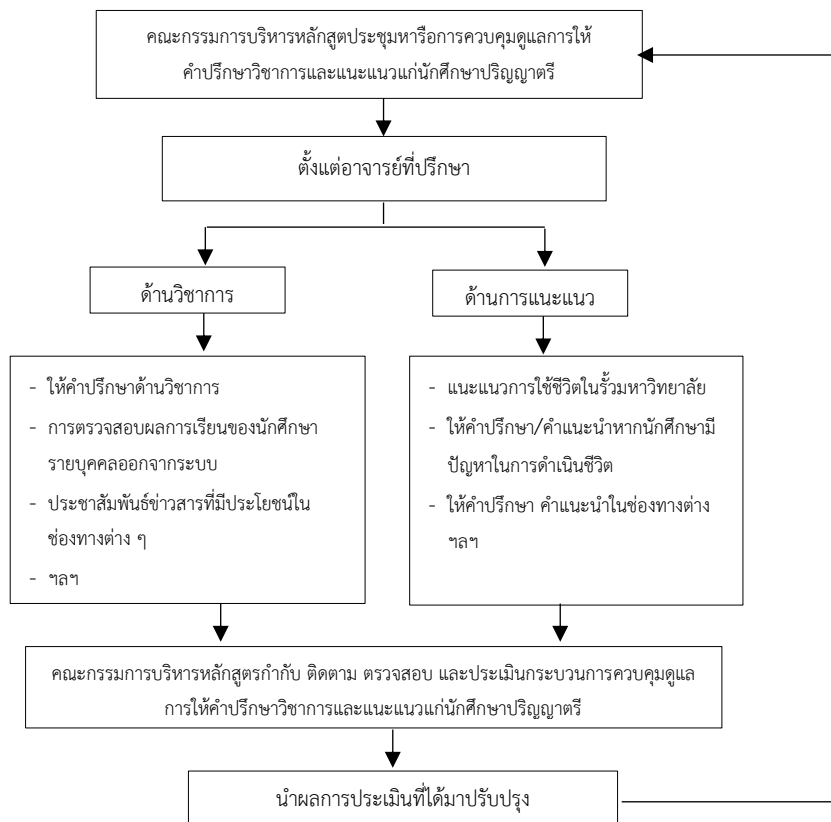 คณะกรรมการบริหารหลักสูตประชุมหารือการควบคุมดูแลการให้
คำปรึกษาวิชาการและแนะแนวแก่นักศึกษาปริญญาตรี
ตั้งแต่อาจารย์ที่ปรึกษา
ด้านวิชาการ
ด้านการแนะแนว
- ให้คำปรึกษาด้านวิชาการ
- การตรวจสอบผลการเรียนของนักศึกษา
รายบุคคลออกจากระบบ
- ประชาสัมพันธ์ข่าวสารที่มีประโยชน์ใน
ช่องทางต่าง ๆ
- ฯลฯ
- แนะแนวการใช้ชีวิตในรั้วมหาวิทยาลัย
- ให้คำปรึกษา/คำแนะนำหากนักศึกษามี
ปัญหาในการดำเนินชีวิต
- ให้คำปรึกษา คำแนะนำในช่องทางต่าง
ฯลฯ
คณะกรรมการบริหารหลักสูตรกำกับ ติดตาม ตรวจสอบ และประเมินกระบวนการควบคุมดูแล
การให้คำปรึกษาวิชาการและแนะแนวแก่นักศึกษาปริญญาตรี
นำผลการประเมินที่ได้มาปรับปรุง